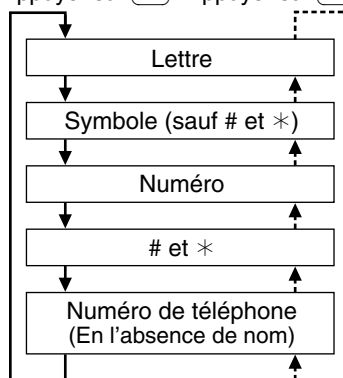 Lettre
Symbole (sauf # et ✳)
Numéro
# et ✳
Numéro de téléphone
(En l'absence de nom)